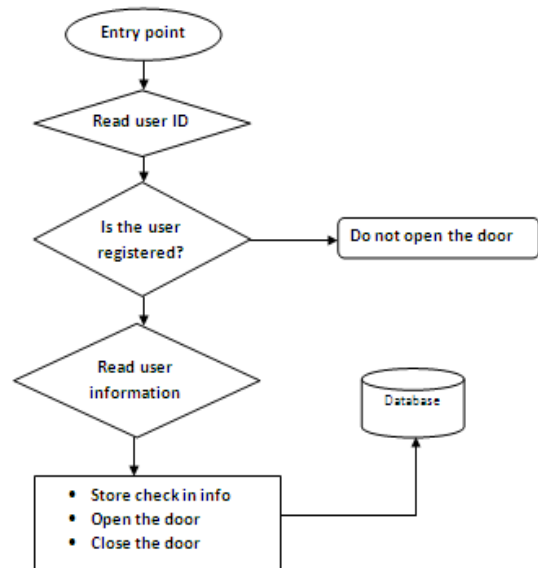 Entry point
Read user ID
Is the user
registered?
Do not open the door
Read user
information
Database
• Store check in info
• Open the door
• Close the door